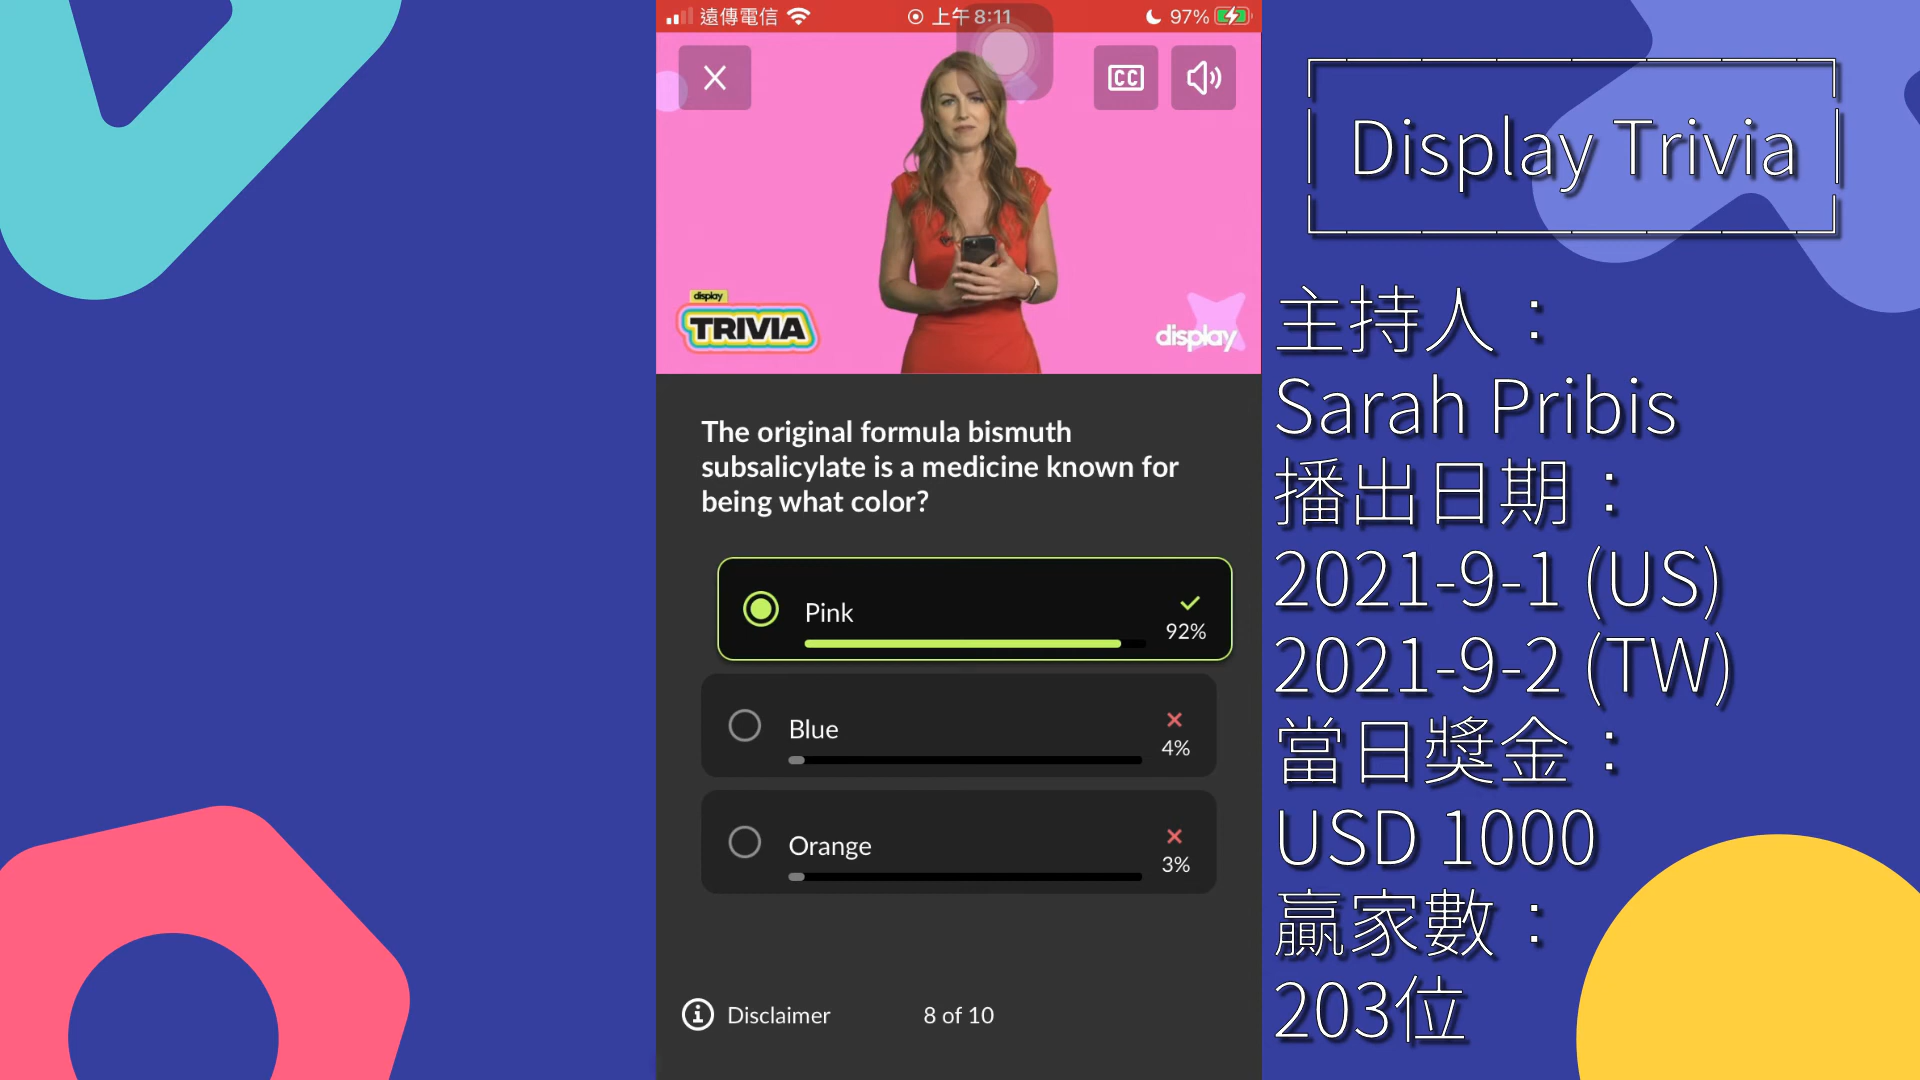 遠傳電信
上午8:11
97%
CC
display
TRIVIA
display
The original formula bismuth
subsalicylate is a medicine known for
being what color?
Pink
92%
Blue
4%
Orange
3%
Disclaimer
8 of 10
Display Trivia
主持人：
Sarah Pribis
播出日期：
2021-9-1 (US)
2021-9-2 (TW)
當日獎金：
USD 1000
贏家數：
203位